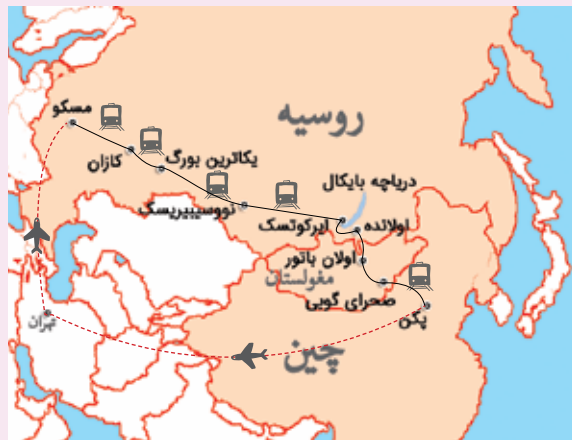 مسکو
روسیه
کازان
یکاترین بورگ
دریاچه بایکال
نووسیبیریسک
ایرکوتسک
اولانده
اولان باتور
مغولستان
صحرای گوبی
پکن
تهران
چین